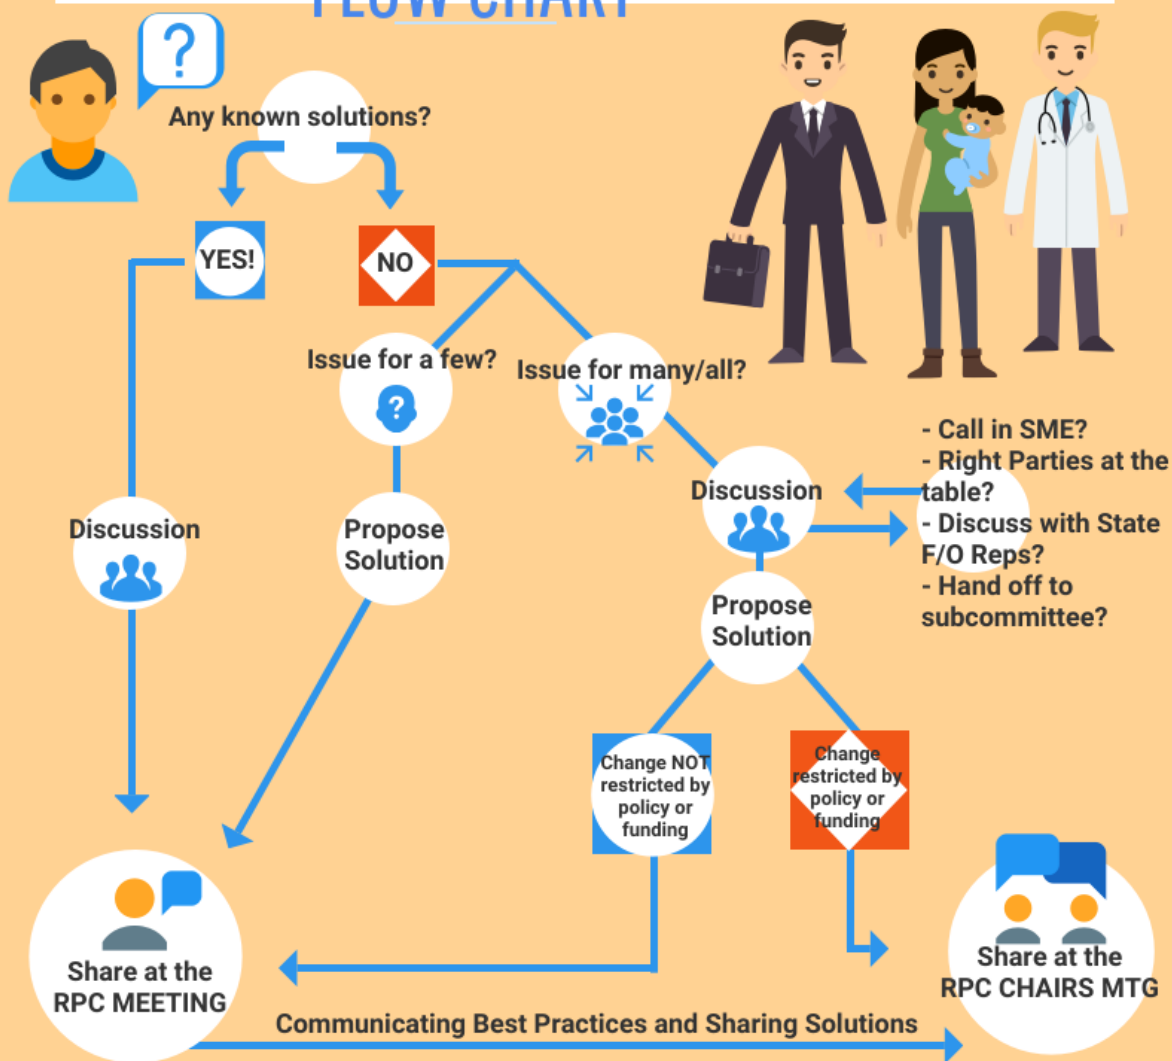 FLOW CHART
?
Any known solutions?
YES!
NO
Issue for a few?
?
Issue for many/all?
Discussion
Propose
Solution
Discussion
- Call in SME?
- Right Parties at the
table?
- Discuss with State
F/O Reps?
- Hand off to
subcommittee?
Propose
Solution
Change NOT
restricted by
policy or
funding
Change
restricted by
policy or
funding
Share at the
RPC MEETING
Share at the
RPC CHAIRS MTG
Communicating Best Practices and Sharing Solutions